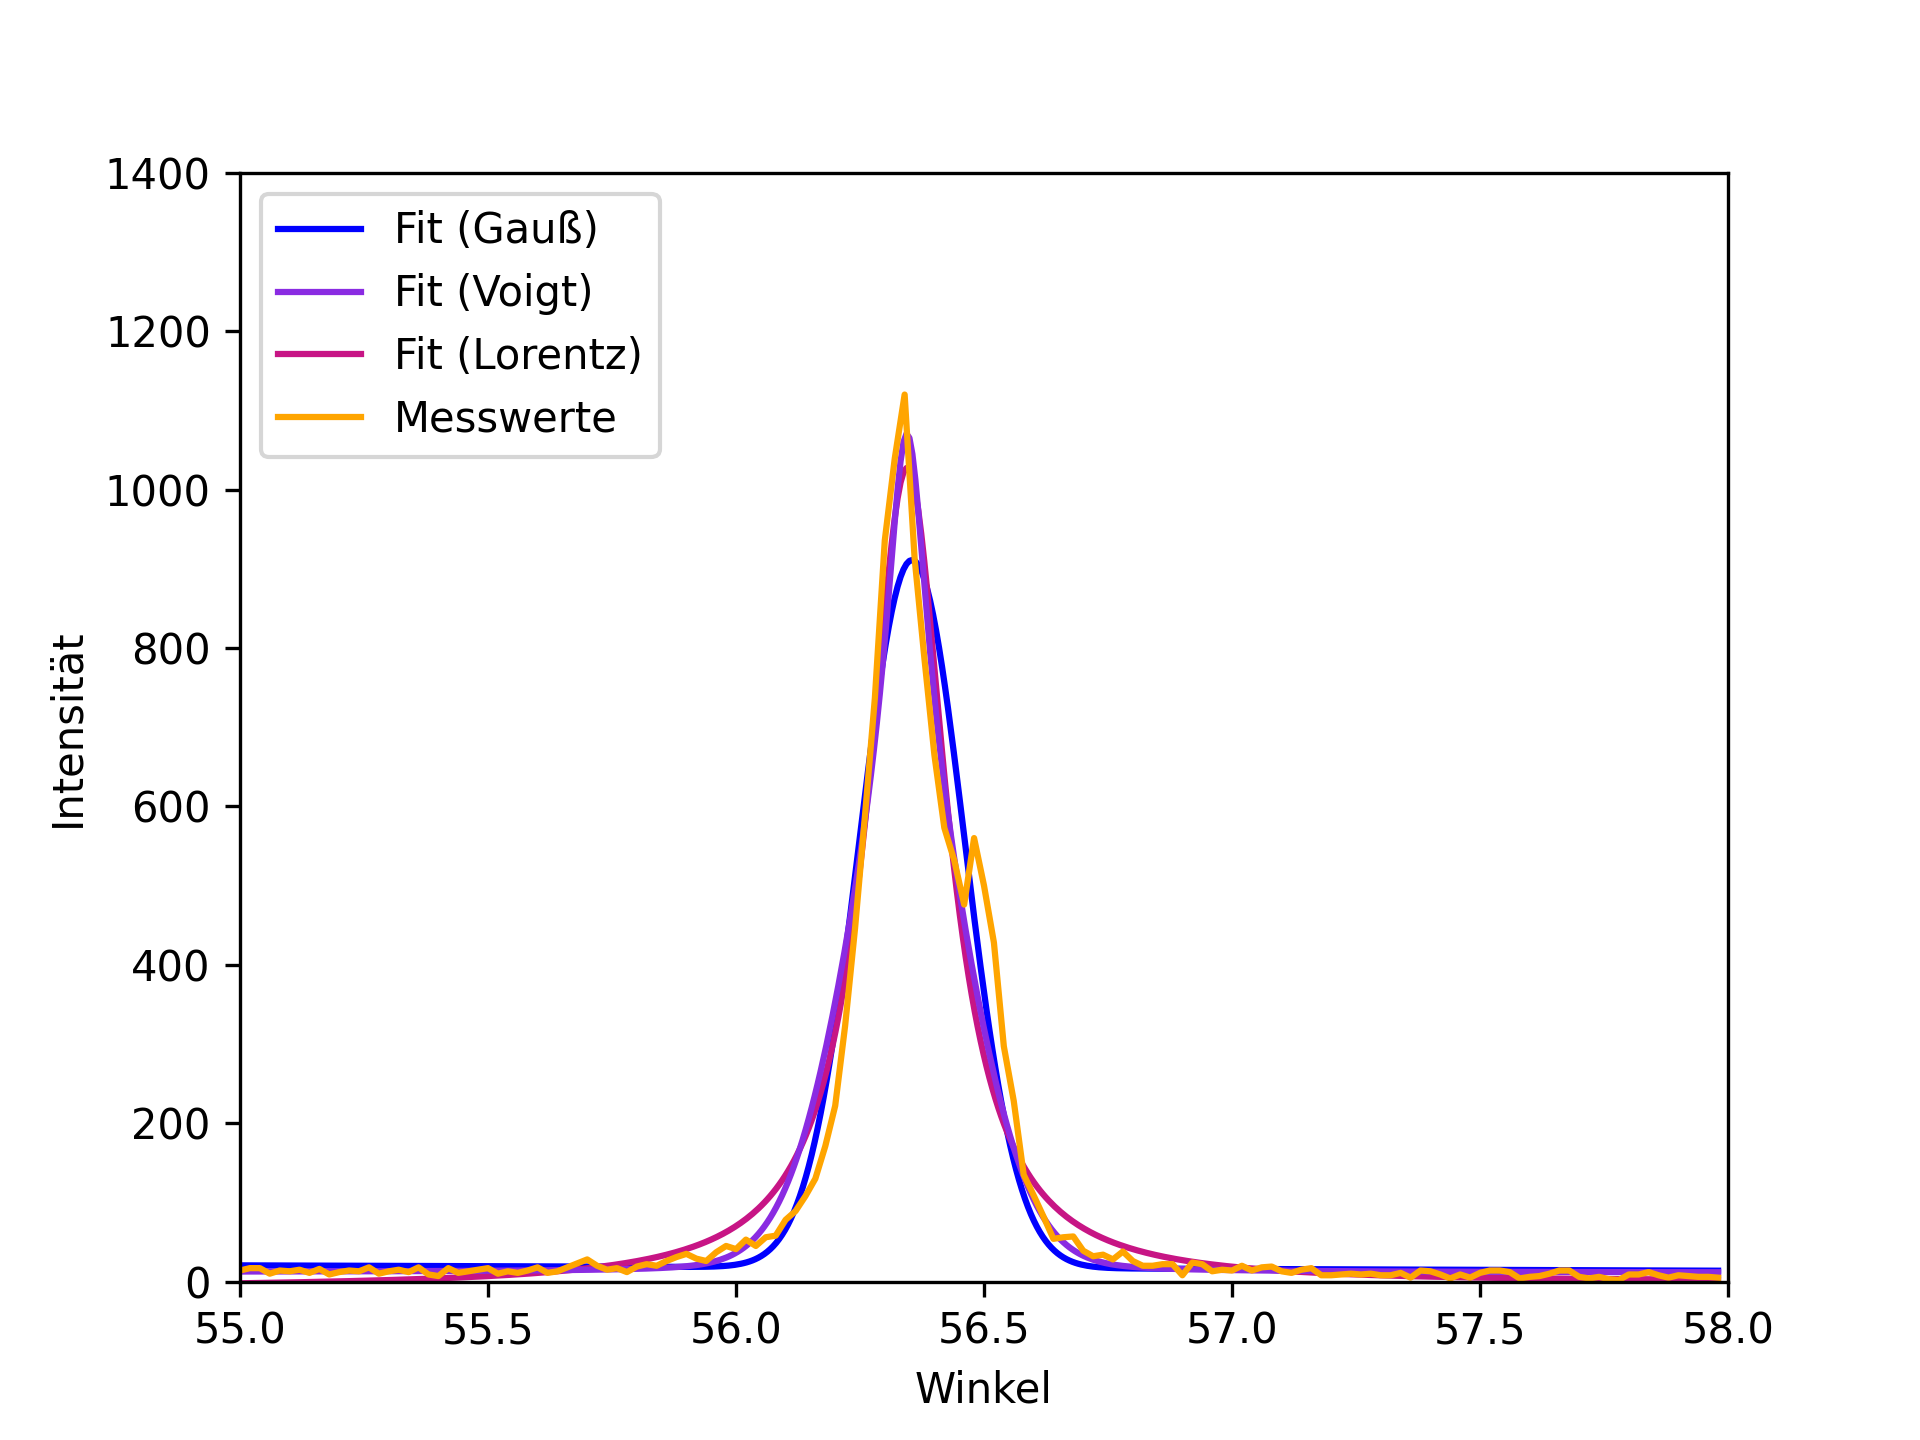 Fit (Gauß)
Fit (Voigt)
Fit (Lorentz)
Messwerte
1400
1200
1000
800
600
400
200
0
Intensität
55.0 55.5 56.0 56.5 57.0 57.5 58.0
Winkel